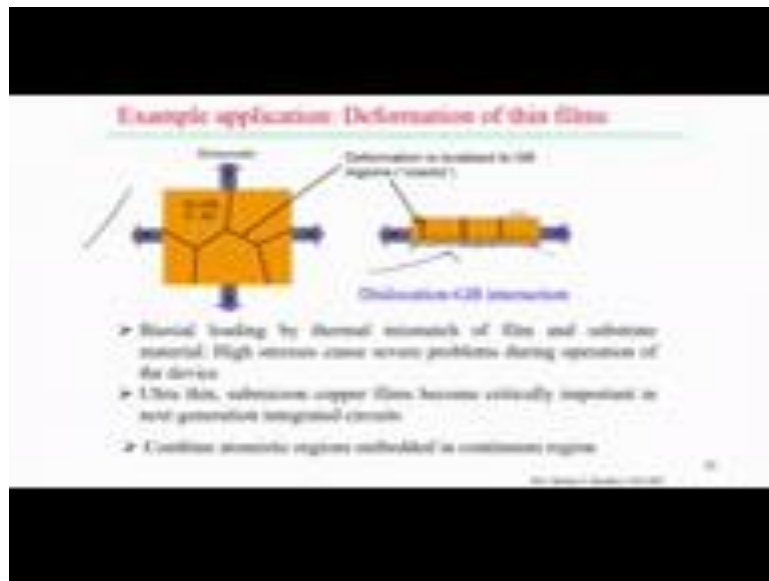 Example application: Deformation of thin films
Deformation is localized to GB
regions
Dislocation-GB interaction
➤ Biaxial loading by thermal mismatch of film and substrate
material: High stresses cause severe problems during operation of
the device
➤ Ultra thin, submicron copper films become critically important in
next generation integrated circuits
➤ Combine atomistic regions embedded in continuum region